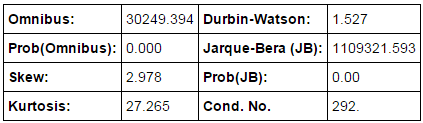 Omnibus: 30249.394 Durbin-Watson: 1.527
Prob(Omnibus): 0.000 Jarque-Bera (JB): 1109321.593
Skew: 2.978 Prob(JB): 0.00
Kurtosis: 27.265 Cond. No. 292.